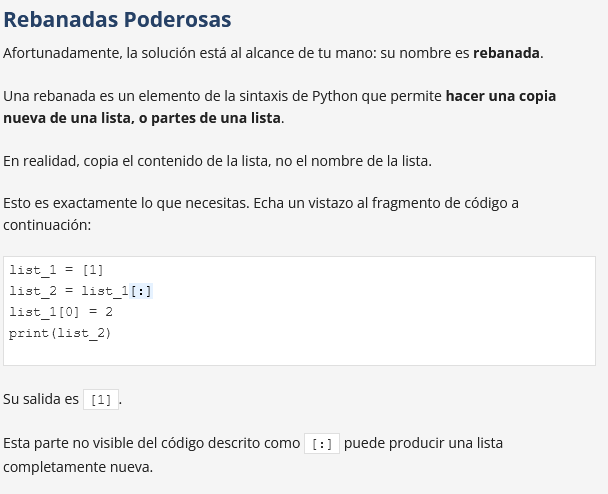 Rebanadas Poderosas
Afortunadamente, la solución está al alcance de tu mano: su nombre es rebanada.
Una rebanada es un elemento de la sintaxis de Python que permite hacer una copia
nueva de una lista, o partes de una lista.
En realidad, copia el contenido de la lista, no el nombre de la lista.
Esto es exactamente lo que necesitas. Echa un vistazo al fragmento de código a
continuación:
list_1 = [1]
list_2 = list_1[:]
list_1[0] = 2
print(list_2)
Su salida es [1].
Esta parte no visible del código descrito como [:] puede producir una lista
completamente nueva.